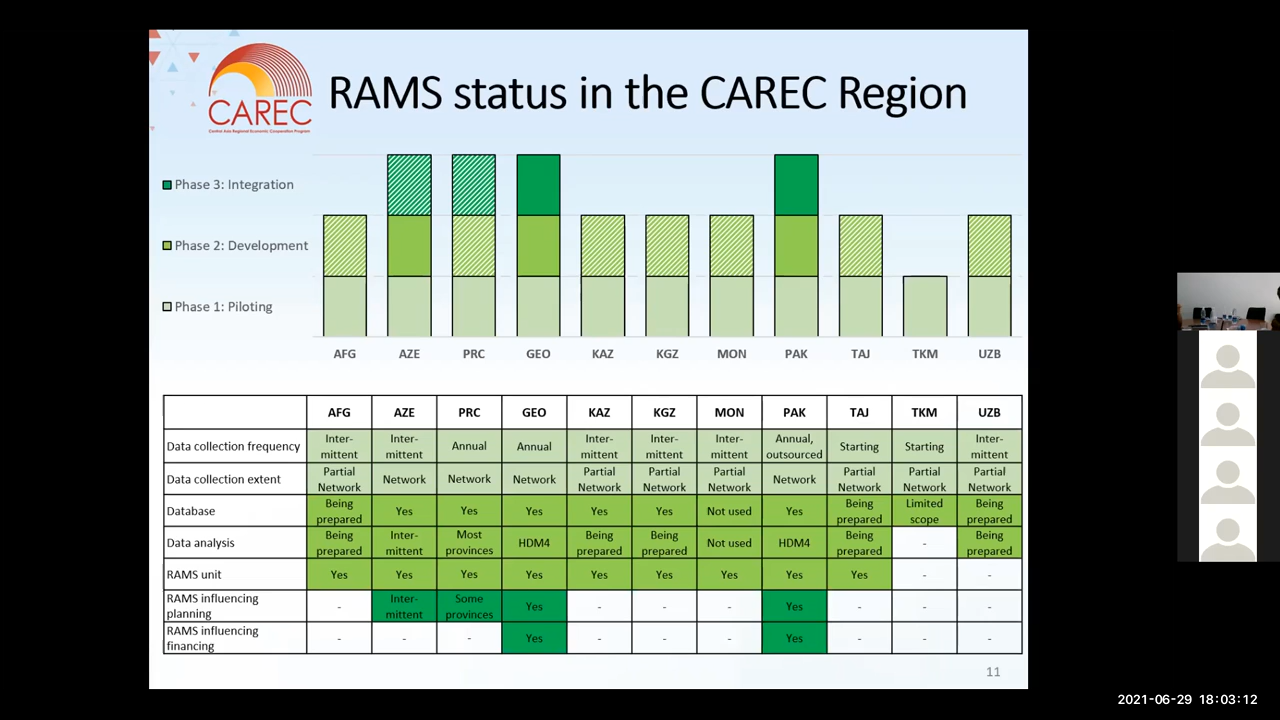 CAREC
Central Asia Regional Economic Cooperation Program
RAMS status in the CAREC Region
Phase 3: Integration
Phase 2: Development
Phase 1: Piloting
AFG AZE PRC GEO KAZ KGZ MON PAK TAJ TKM UZB
AFG AZE PRC GEO KAZ KGZ MON PAK TAJ TKM UZB
Data collection frequency Inter-mittent Inter-mittent Annual Annual Inter-mittent Inter-mittent Inter-mittent Annual, outsourced Starting Starting Inter-mittent
Data collection extent Partial Network Network Network Network Partial Network Partial Network Partial Network Network Partial Network Partial Network Partial Network
Database Being prepared Yes Yes Yes Yes Yes Not used Yes Being prepared Limited scope Being prepared
Data analysis Being prepared Inter-mittent Most provinces HDM4 Being prepared Being prepared Not used HDM4 Being prepared - Being prepared
RAMS unit Yes Yes Yes Yes Yes Yes Yes Yes Yes - -
RAMS influencing planning - Inter-mittent Some provinces Yes - - - Yes - - -
RAMS influencing financing - - - Yes - - - Yes - - -
11
2021-06-29 18:03:12